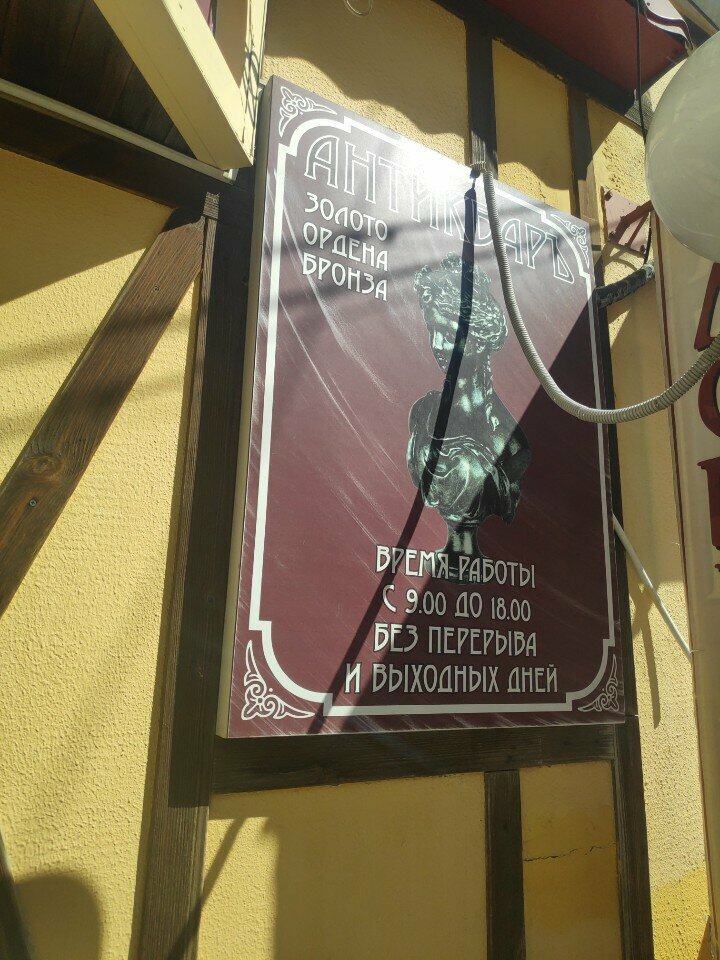 АНТИКВАРЪ
ЗОЛОТО
ОРДЕНА
БРОНЗА
ВРЕМЯ РАБОТЫ
С 9.00 ДО 18.00
БЕЗ ПЕРЕРЫВА
И ВЫХОДНЫХ ДНЕЙ